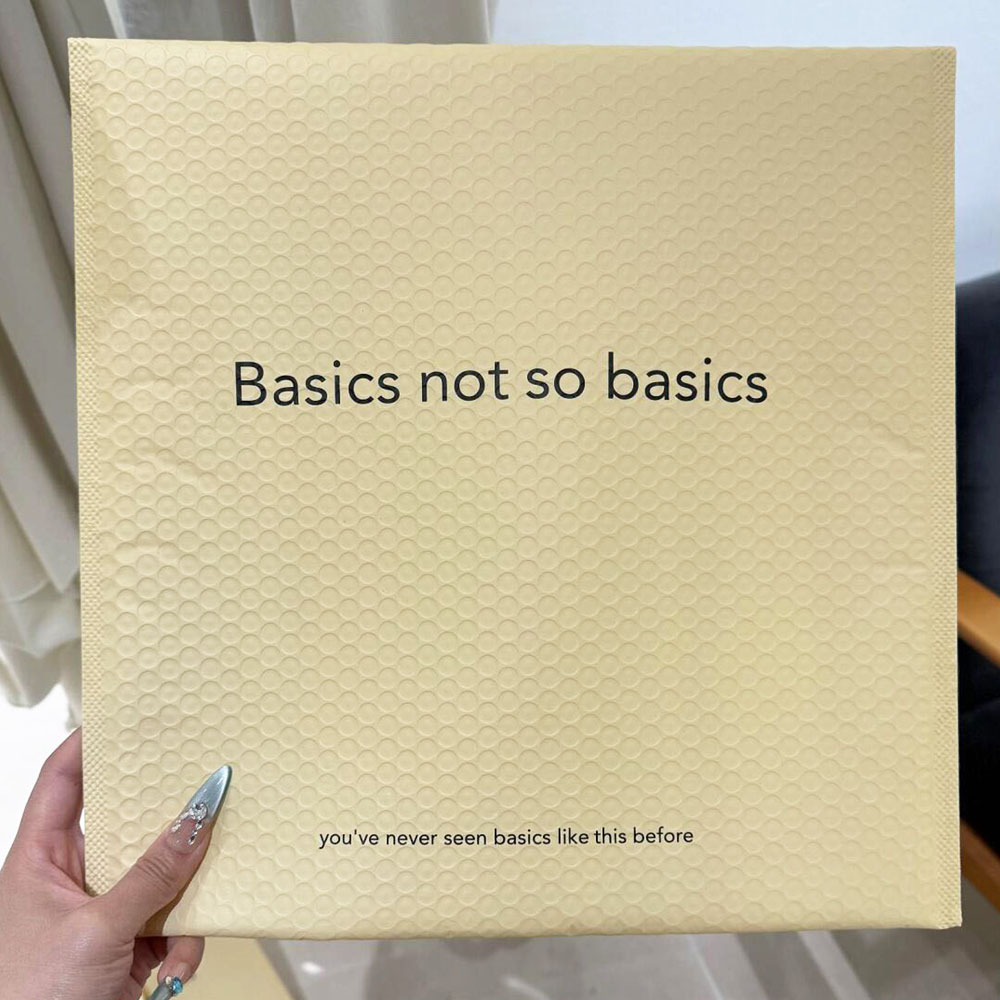 Basics not so basics
you've never seen basics like this before